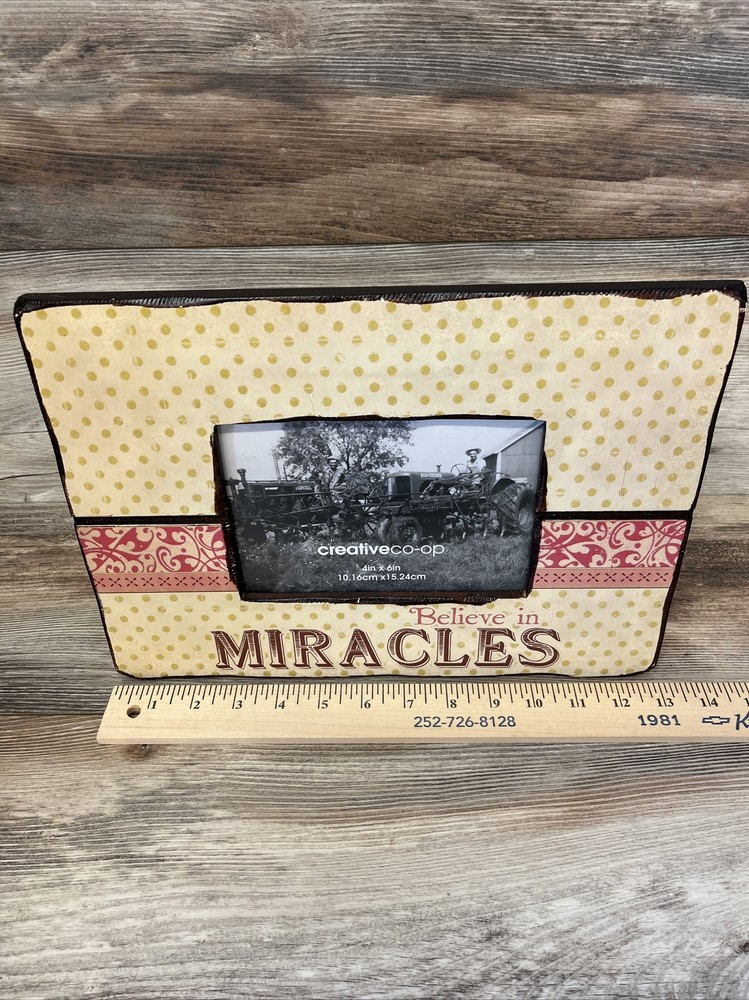 creativeco-op
4in x 6in
10.16cm x15.24cm
Believe in
MIRACLES
1 2 3 4 5 6 7 8 9 10 11 12 13 14
252-726-8128 1981